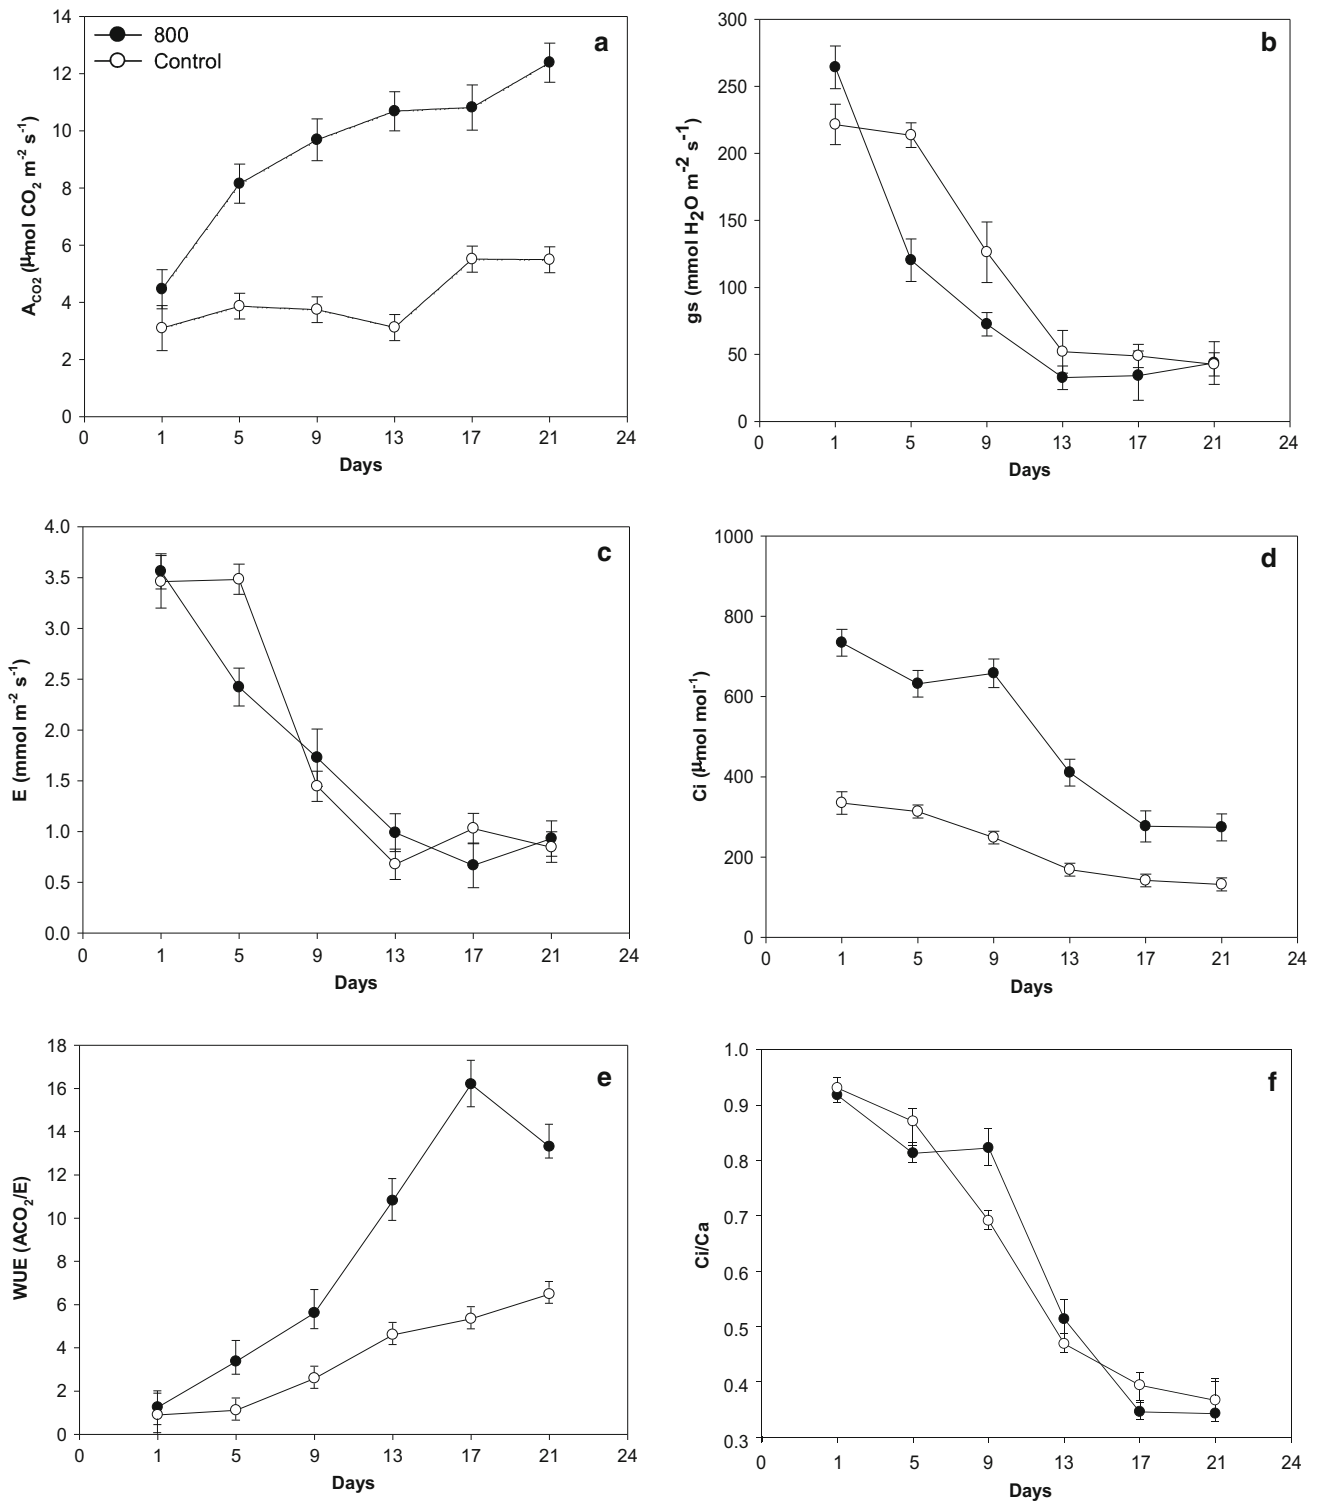 a
800
Control
14
12
10
8
6
4
2
0
A_CO2 (µmol CO2 m-2 s-1)
0 1 5 9 13 17 21 24
Days
b
300
250
200
150
100
50
0
gs (mmol H2O m-2 s-1)
0 1 5 9 13 17 21 24
Days
c
4.0
3.5
3.0
2.5
2.0
1.5
1.0
0.5
0.0
E (mmol m-2 s-1)
0 1 5 9 13 17 21 24
Days
d
1000
800
600
400
200
0
Ci (µmol mol-1)
0 1 5 9 13 17 21 24
Days
e
18
16
14
12
10
8
6
4
2
0
WUE (ACO2/E)
0 1 5 9 13 17 21 24
Days
f
1.0
0.9
0.8
0.7
0.6
0.5
0.4
0.3
Ci/Ca
0 1 5 9 13 17 21 24
Days